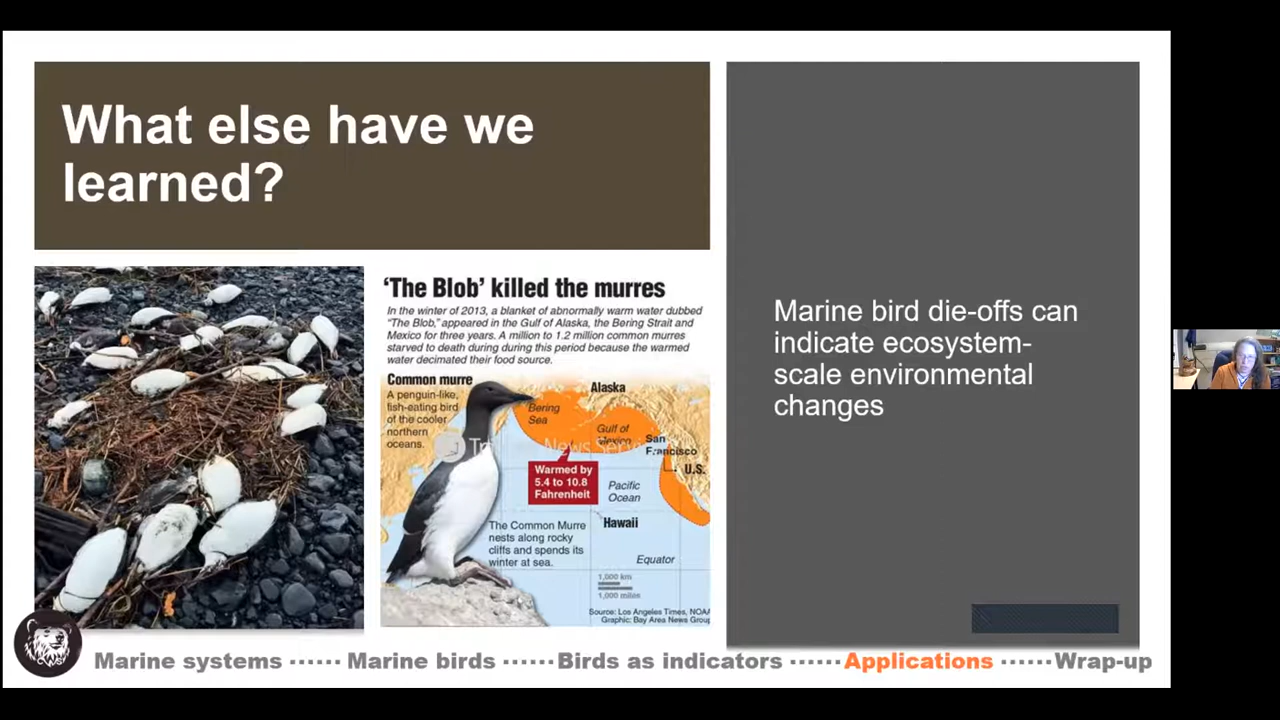 What else have we
learned?
'The Blob' killed the murres
In the winter of 2013, a blanket of abnormally warm water dubbed
"The Blob," appeared in the Gulf of Alaska, the Bering Strait and
Mexico for three years. A million to 1.2 million common murres
starved to death during during this period because the warmed
water decimated their food source.
Common murre
A penguin-like,
fish-eating bird
of the cooler
northern
oceans.
Alaska
Bering
Sea
Gulf of
Mexico
San
Francisco
U.S.
News Servi
Warmed by
5.4 to 10.8
Fahrenheit
Pacific
Ocean
The Common Murre
nests along rocky
cliffs and spends its
winter at sea.
Hawaii
Equator
1,000 km
1,000 miles
Source: Los Angeles Times, NOAA
Graphic: Bay Area News Group
Marine bird die-offs can
indicate ecosystem-
scale environmental
changes
Marine systems ······ Marine birds ······ Birds as indicators ······ Applications ······ Wrap-up